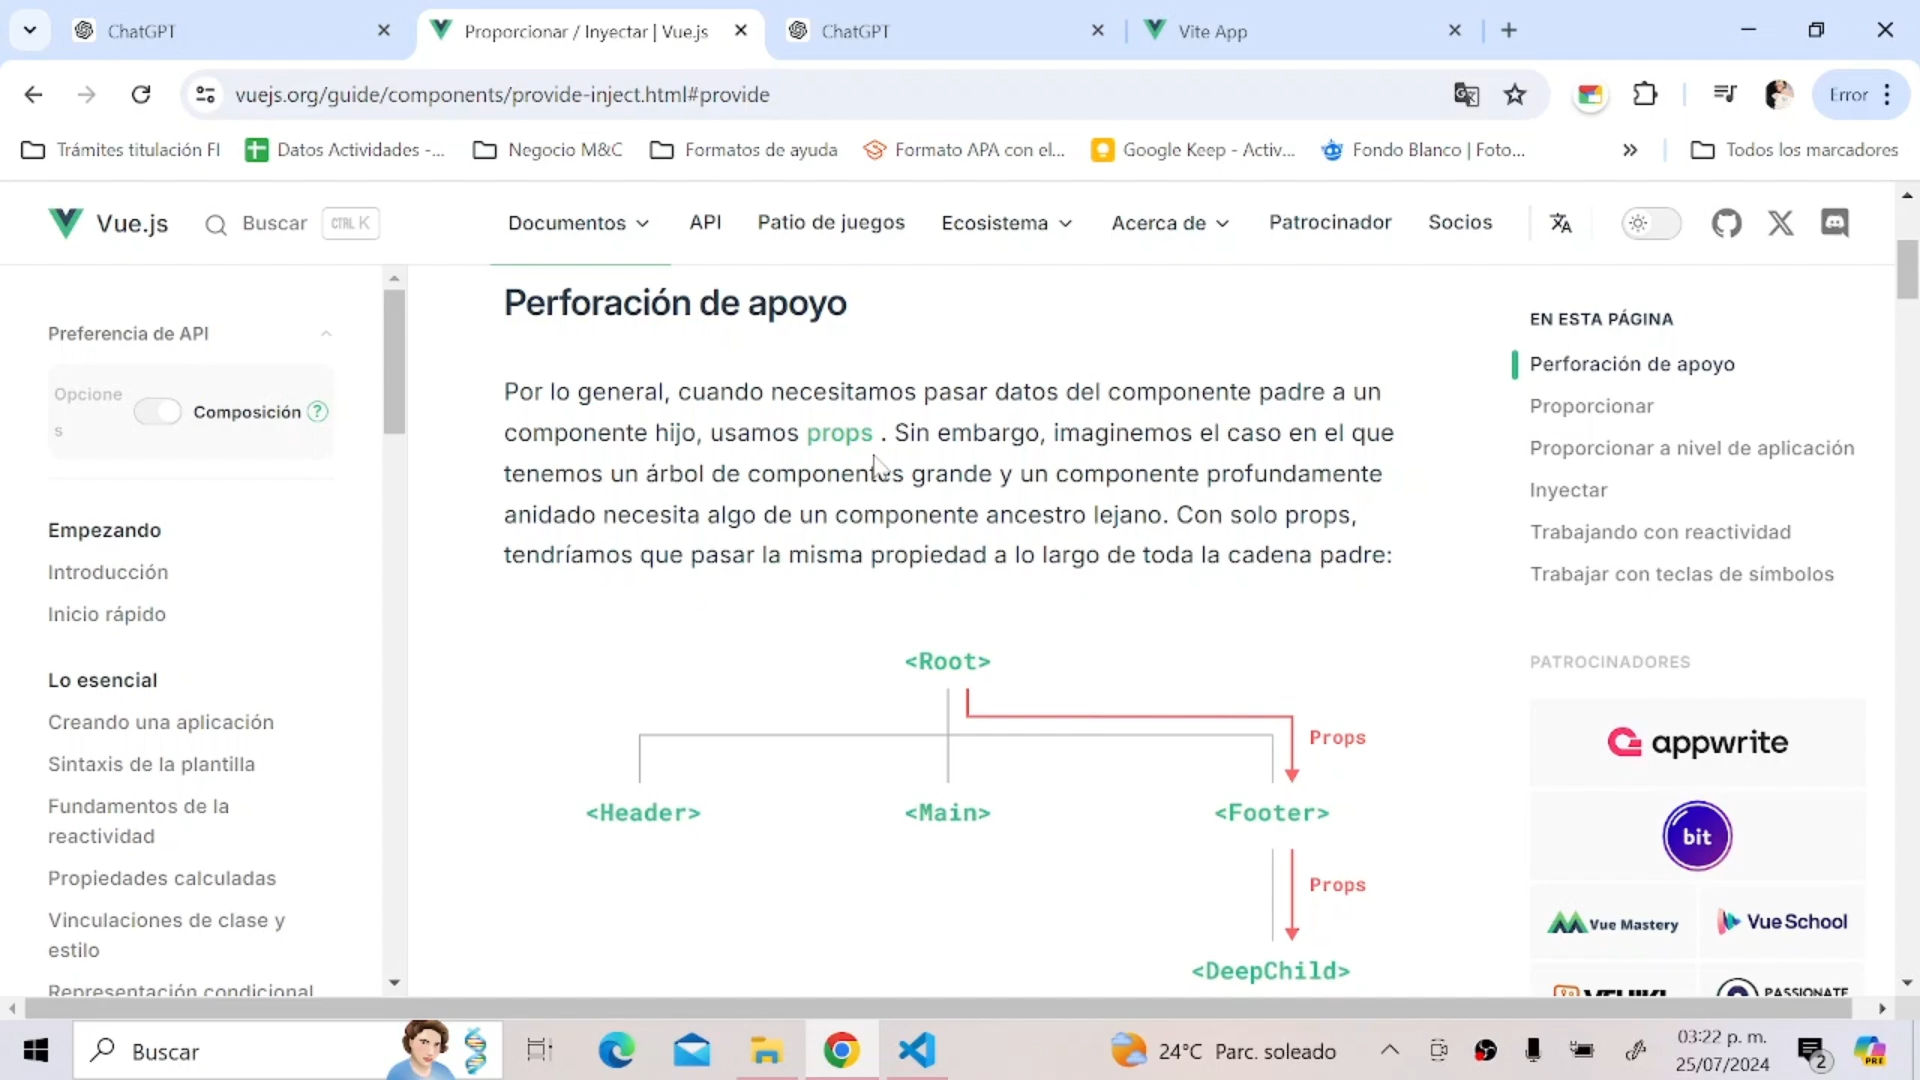 ChatGPT
Proporcionar / Inyectar | Vue.js
ChatGPT
Vite App
vuejs.org/guide/components/provide-inject.html#provide
Error
Trámites titulación FI
Datos Actividades -...
Negocio M&C
Formatos de ayuda
Formato APA con el...
Google Keep - Activ...
Fondo Blanco | Foto...
Todos los marcadores
Vue.js
Buscar
CTRL K
Documentos
API
Patio de juegos
Ecosistema
Acerca de
Patrocinador
Socios
Preferencia de API
Opcione
s
Composición ?
Empezando
Introducción
Inicio rápido
Lo esencial
Creando una aplicación
Sintaxis de la plantilla
Fundamentos de la
reactividad
Propiedades calculadas
Vinculaciones de clase y
estilo
Representación condicional
Perforación de apoyo
Por lo general, cuando necesitamos pasar datos del componente padre a un
componente hijo, usamos props . Sin embargo, imaginemos el caso en el que
tenemos un árbol de componentes grande y un componente profundamente
anidado necesita algo de un componente ancestro lejano. Con solo props,
tendríamos que pasar la misma propiedad a lo largo de toda la cadena padre:
<Root>
Props
<Header>
<Main>
<Footer>
Props
<DeepChild>
EN ESTA PÁGINA
Perforación de apoyo
Proporcionar
Proporcionar a nivel de aplicación
Inyectar
Trabajando con reactividad
Trabajar con teclas de símbolos
PATROCINADORES
appwrite
bit
Vue Mastery
Vue School
PASSIONATE
Buscar
24°C Parc. soleado
03:22 p. m.
25/07/2024
2
PRE